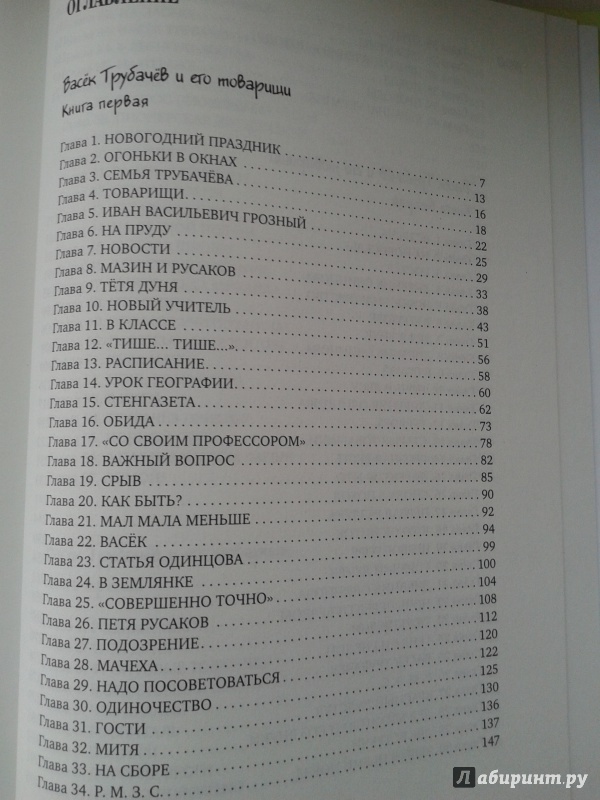 ОГЛАВЛЕНИЕ
Васёк Трубачёв и его товарищи
Книга первая
Глава 1. НОВОГОДНИЙ ПРАЗДНИК 7
Глава 2. ОГОНЬКИ В ОКНАХ 13
Глава 3. СЕМЬЯ ТРУБАЧЁВА 16
Глава 4. ТОВАРИЩИ 18
Глава 5. ИВАН ВАСИЛЬЕВИЧ ГРОЗНЫЙ 22
Глава 6. НА ПРУДУ 25
Глава 7. НОВОСТИ 29
Глава 8. МАЗИН И РУСАКОВ 33
Глава 9. ТЁТЯ ДУНЯ 38
Глава 10. НОВЫЙ УЧИТЕЛЬ 43
Глава 11. В КЛАССЕ 51
Глава 12. «ТИШЕ... ТИШЕ...» 56
Глава 13. РАСПИСАНИЕ 58
Глава 14. УРОК ГЕОГРАФИИ 60
Глава 15. СТЕНГАЗЕТА 62
Глава 16. ОБИДА 73
Глава 17. «СО СВОИМ ПРОФЕССОРОМ» 78
Глава 18. ВАЖНЫЙ ВОПРОС 82
Глава 19. СРЫВ 85
Глава 20. КАК БЫТЬ? 90
Глава 21. МАЛ МАЛА МЕНЬШЕ 92
Глава 22. ВАСЁК 94
Глава 23. СТАТЬЯ ОДИНЦОВА 99
Глава 24. В ЗЕМЛЯНКЕ 100
Глава 25. «СОВЕРШЕННО ТОЧНО» 104
Глава 26. ПЕТЯ РУСАКОВ 108
Глава 27. ПОДОЗРЕНИЕ 112
Глава 28. МАЧЕХА 120
Глава 29. НАДО ПОСОВЕТОВАТЬСЯ 122
Глава 30. ОДИНОЧЕСТВО 125
Глава 31. ГОСТИ 130
Глава 32. МИТЯ 136
Глава 33. НА СБОРЕ 137
Глава 34. Р. М. З. С. 147
Лабиринт.ру